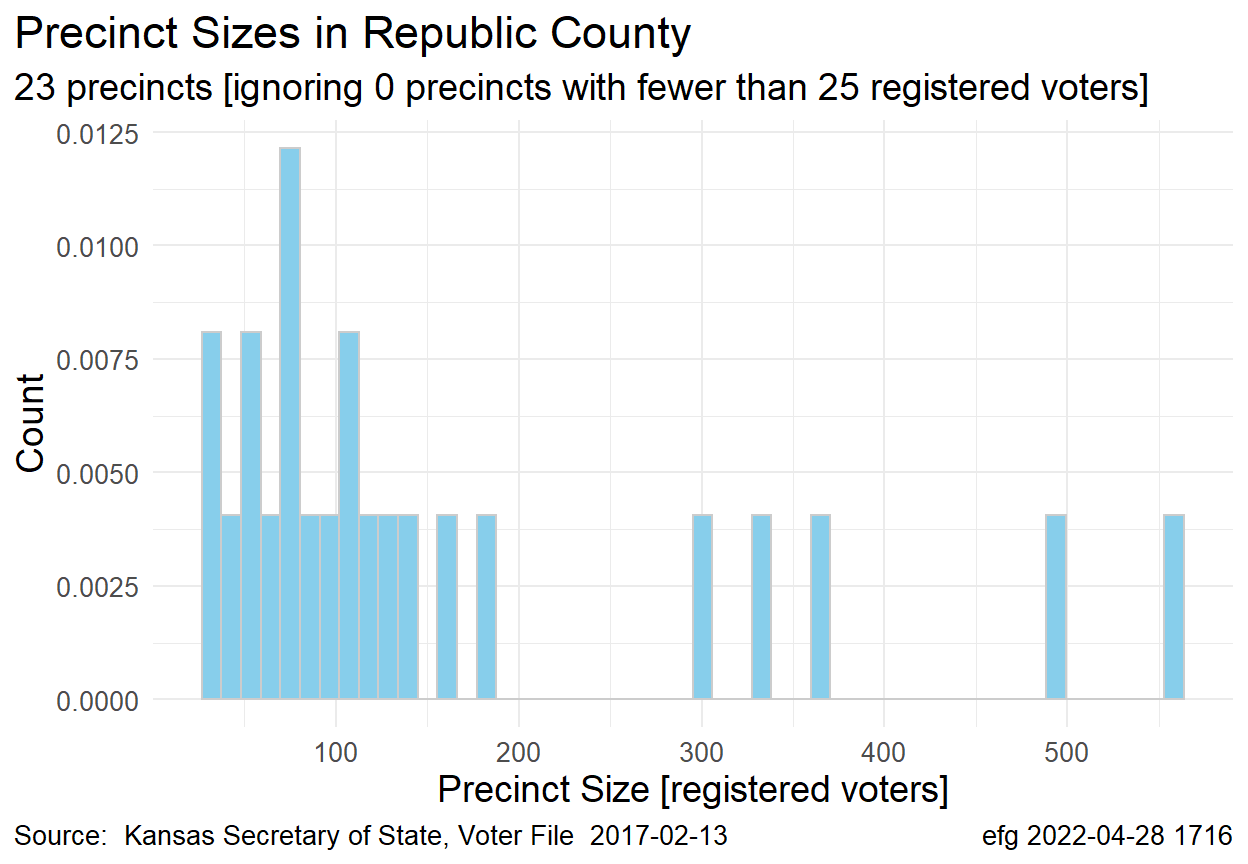 Precinct Sizes in Republic County
23 precincts [ignoring 0 precincts with fewer than 25 registered voters]
0.0125
0.0100
0.0075
0.0050
0.0025
0.0000
Count
100 200 300 400 500
Precinct Size [registered voters]
Source:  Kansas Secretary of State, Voter File  2017-02-13 efg 2022-04-28 1716